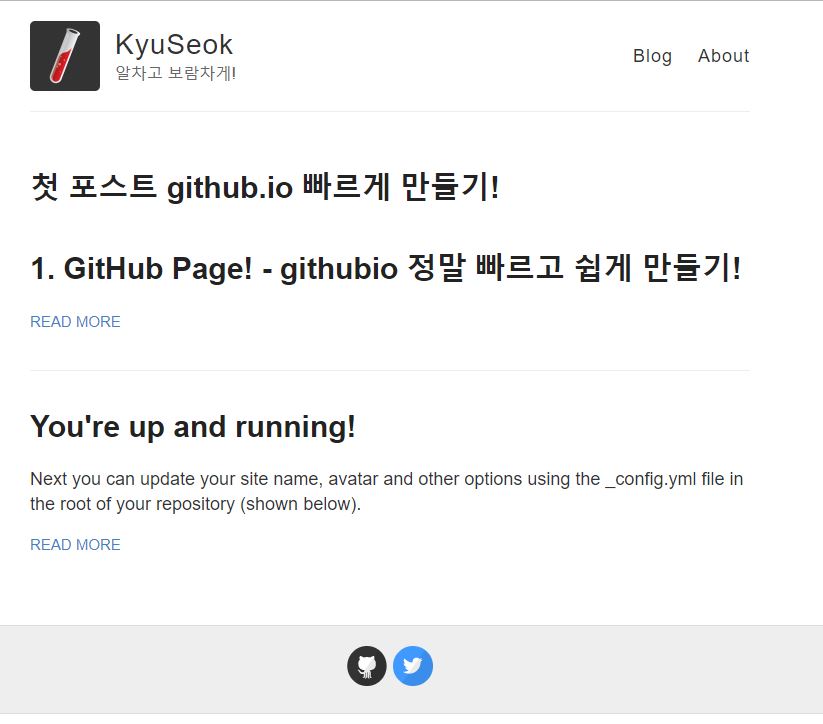 KyuSeok
알차고 보람차게!
Blog About
첫 포스트 github.io 빠르게 만들기!
1. GitHub Page! - githubio 정말 빠르고 쉽게 만들기!
READ MORE
You're up and running!
Next you can update your site name, avatar and other options using the _config.yml file in
the root of your repository (shown below).
READ MORE